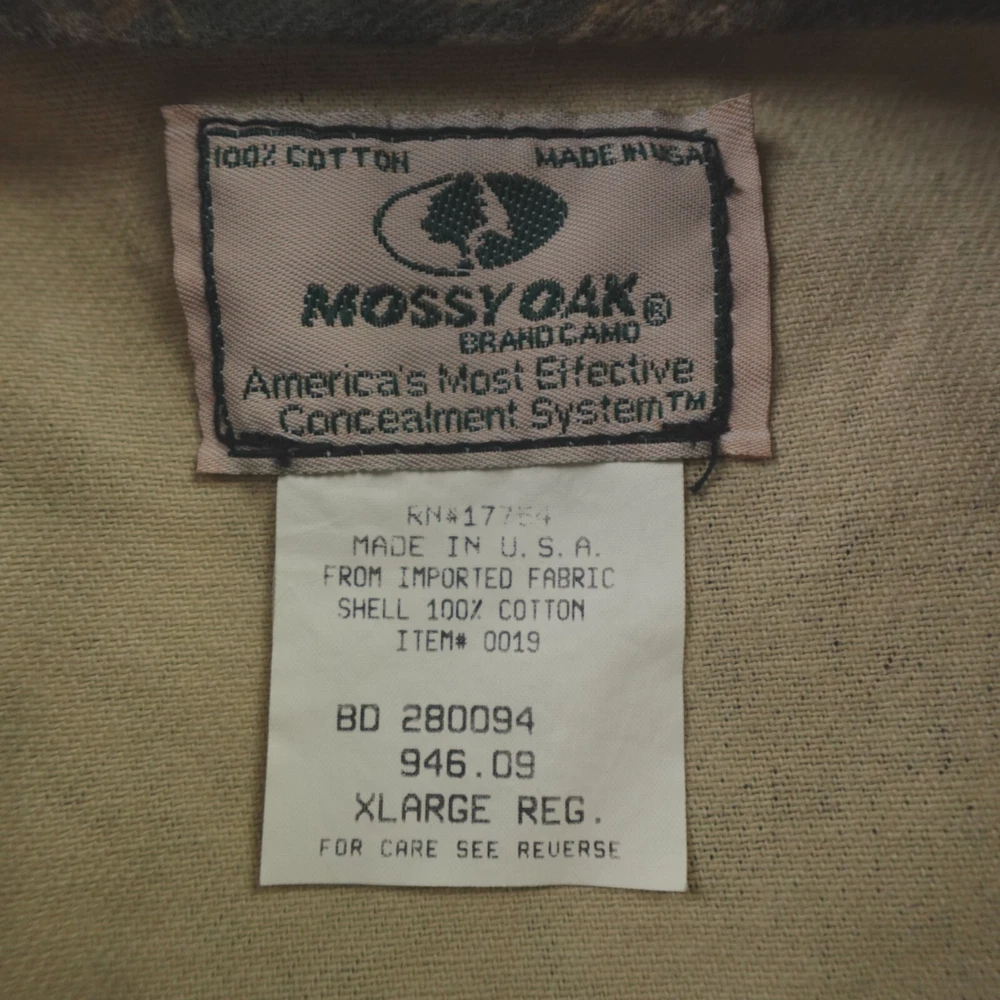 100% COTTON MADE IN USA
MOSSY OAK®
BRAND CAMO
America's Most Effective
Concealment System™
MADE IN U.S.A.
FROM IMPORTED FABRIC
SHELL 100% COTTON
ITEM# 0019
BD 280094
946.09
XLARGE REG.
FOR CARE SEE REVERSE